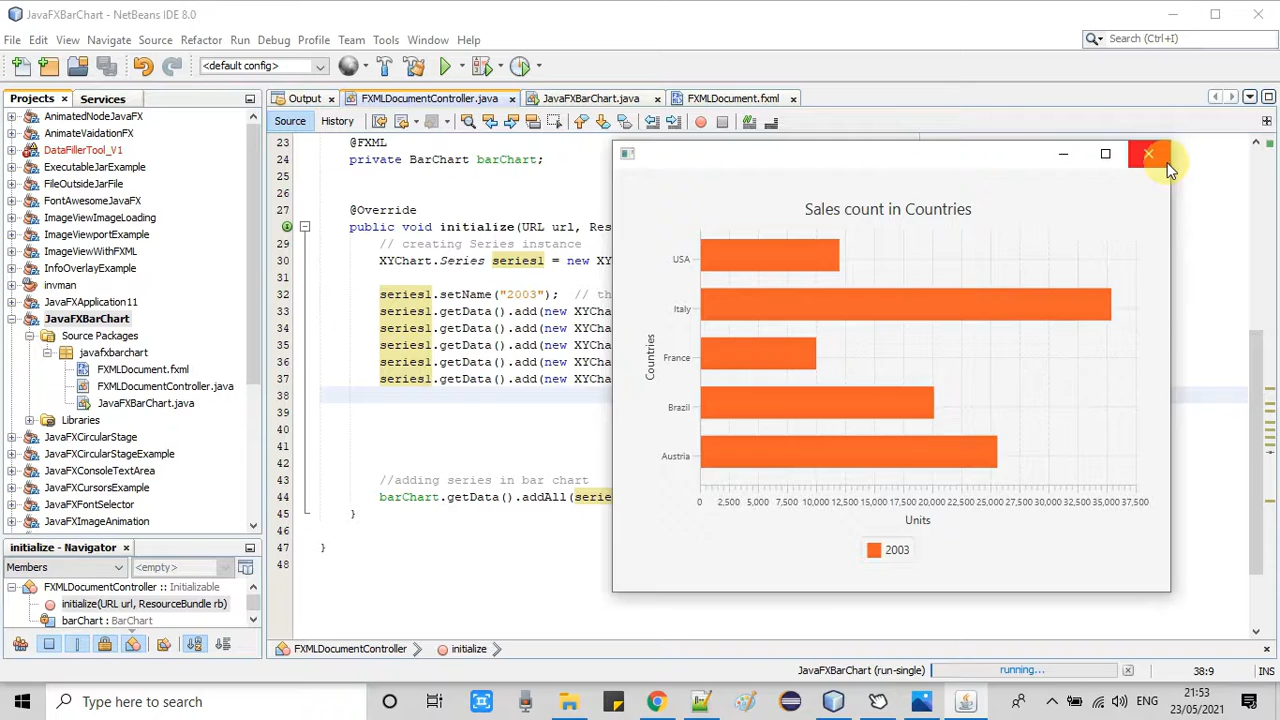 JavaFXBarChart - NetBeans IDE 8.0
File Edit View Navigate Source Refactor Run Debug Profile Team Tools Window Help
Search (Ctrl+I)
<default config>
Projects
Services
Output
FXMLDocumentController.java
JavaFXBarChart.java
FXMLDocument.fxml
Source
History
AnimatedNodeJavaFX
AnimateVaidationFX
DataFillerTool_V1
ExecutableJarExample
FileOutsideJarFile
FontAwesomeJavaFX
ImageViewImageLoading
ImageViewportExample
ImageViewWithFXML
InfoOverlayExample
invman
JavaFXApplication11
JavaFXBarChart
Source Packages
javafxbarchart
FXMLDocument.fxml
FXMLDocumentController.java
JavaFXBarChart.java
Libraries
JavaFXCircularStage
JavaFXCircularStageExample
JavaFXConsoleTextArea
JavaFXCursorsExample
JavaFXFontSelector
JavaFXImageAnimation
initialize - Navigator
Members
<empty>
FXMLDocumentController :: Initializable
initialize(URL url, ResourceBundle rb)
barChart : BarChart
23 @FXML
24 private BarChart barChart;
25
26
27 @Override
public void initialize(URL url, Res
29 // creating Series instance
30 XYChart.Series series1 = new XY
31
32 series1.setName("2003"); // th
33 series1.getData().add(new XYCha
34 series1.getData().add(new XYCha
35 series1.getData().add(new XYCha
36 series1.getData().add(new XYCha
37 series1.getData().add(new XYCha
38
39
40
41
42
43 //adding series in bar chart
44 barChart.getData().addAll(serie
45 }
46
47 }
48
Sales count in Countries
USA
Italy
France
Brazil
Austria
Countries
0 2,500 5,000 7,500 10,000 12,500 15,000 17,500 20,000 22,500 25,000 27,500 30,000 32,500 35,000 37,500
Units
2003
FXMLDocumentController
initialize
JavaFXBarChart (run-single)
running...
38:9
INS
Type here to search
ENG
21:53
23/05/2021